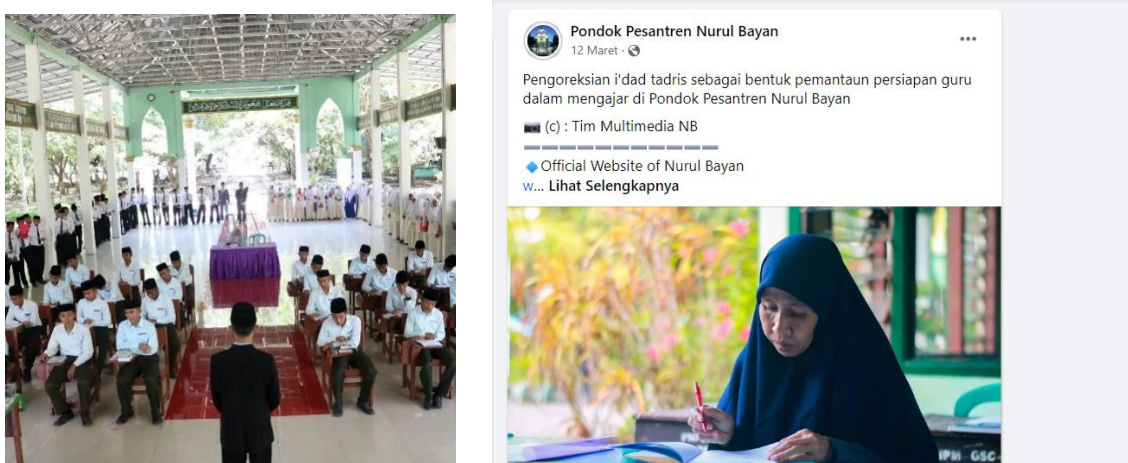 Pondok Pesantren Nurul Bayan
12 Maret ·
Pengoreksian i'dad tadris sebagai bentuk pemantaun persiapan guru
dalam mengajar di Pondok Pesantren Nurul Bayan
(c) : Tim Multimedia NB
Official Website of Nurul Bayan
w... Lihat Selengkapnya